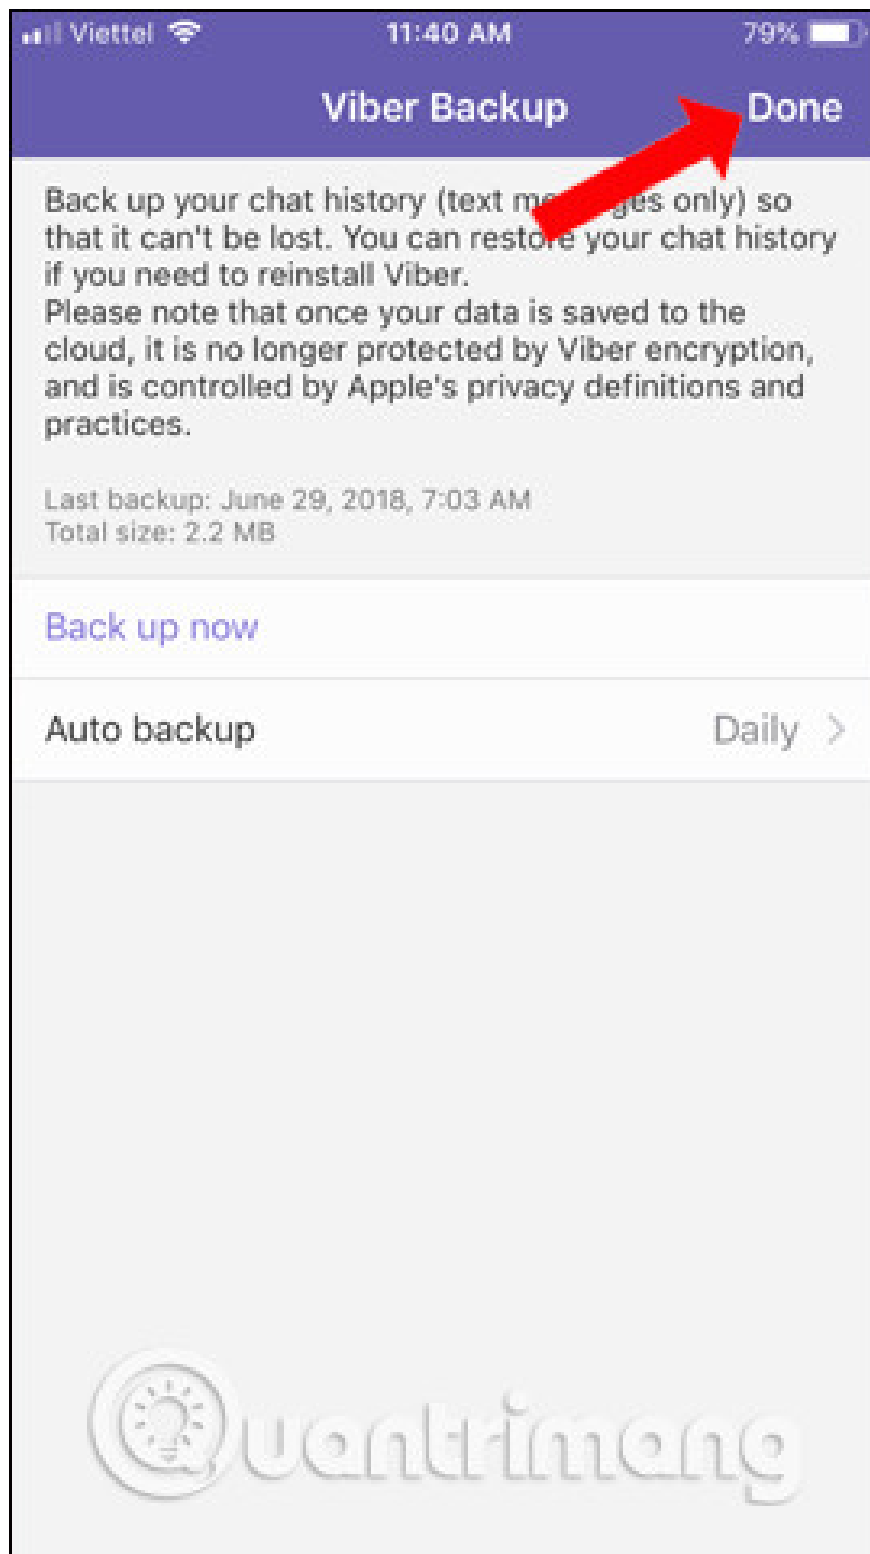 Viettel 11:40 AM 79%
Viber Backup Done
Back up your chat history (text me ges only) so
that it can't be lost. You can restore your chat history
if you need to reinstall Viber.
Please note that once your data is saved to the
cloud, it is no longer protected by Viber encryption,
and is controlled by Apple's privacy definitions and
practices.
Last backup: June 29, 2018, 7:03 AM
Total size: 2.2 MB
Back up now
Auto backup Daily
Quantrimang